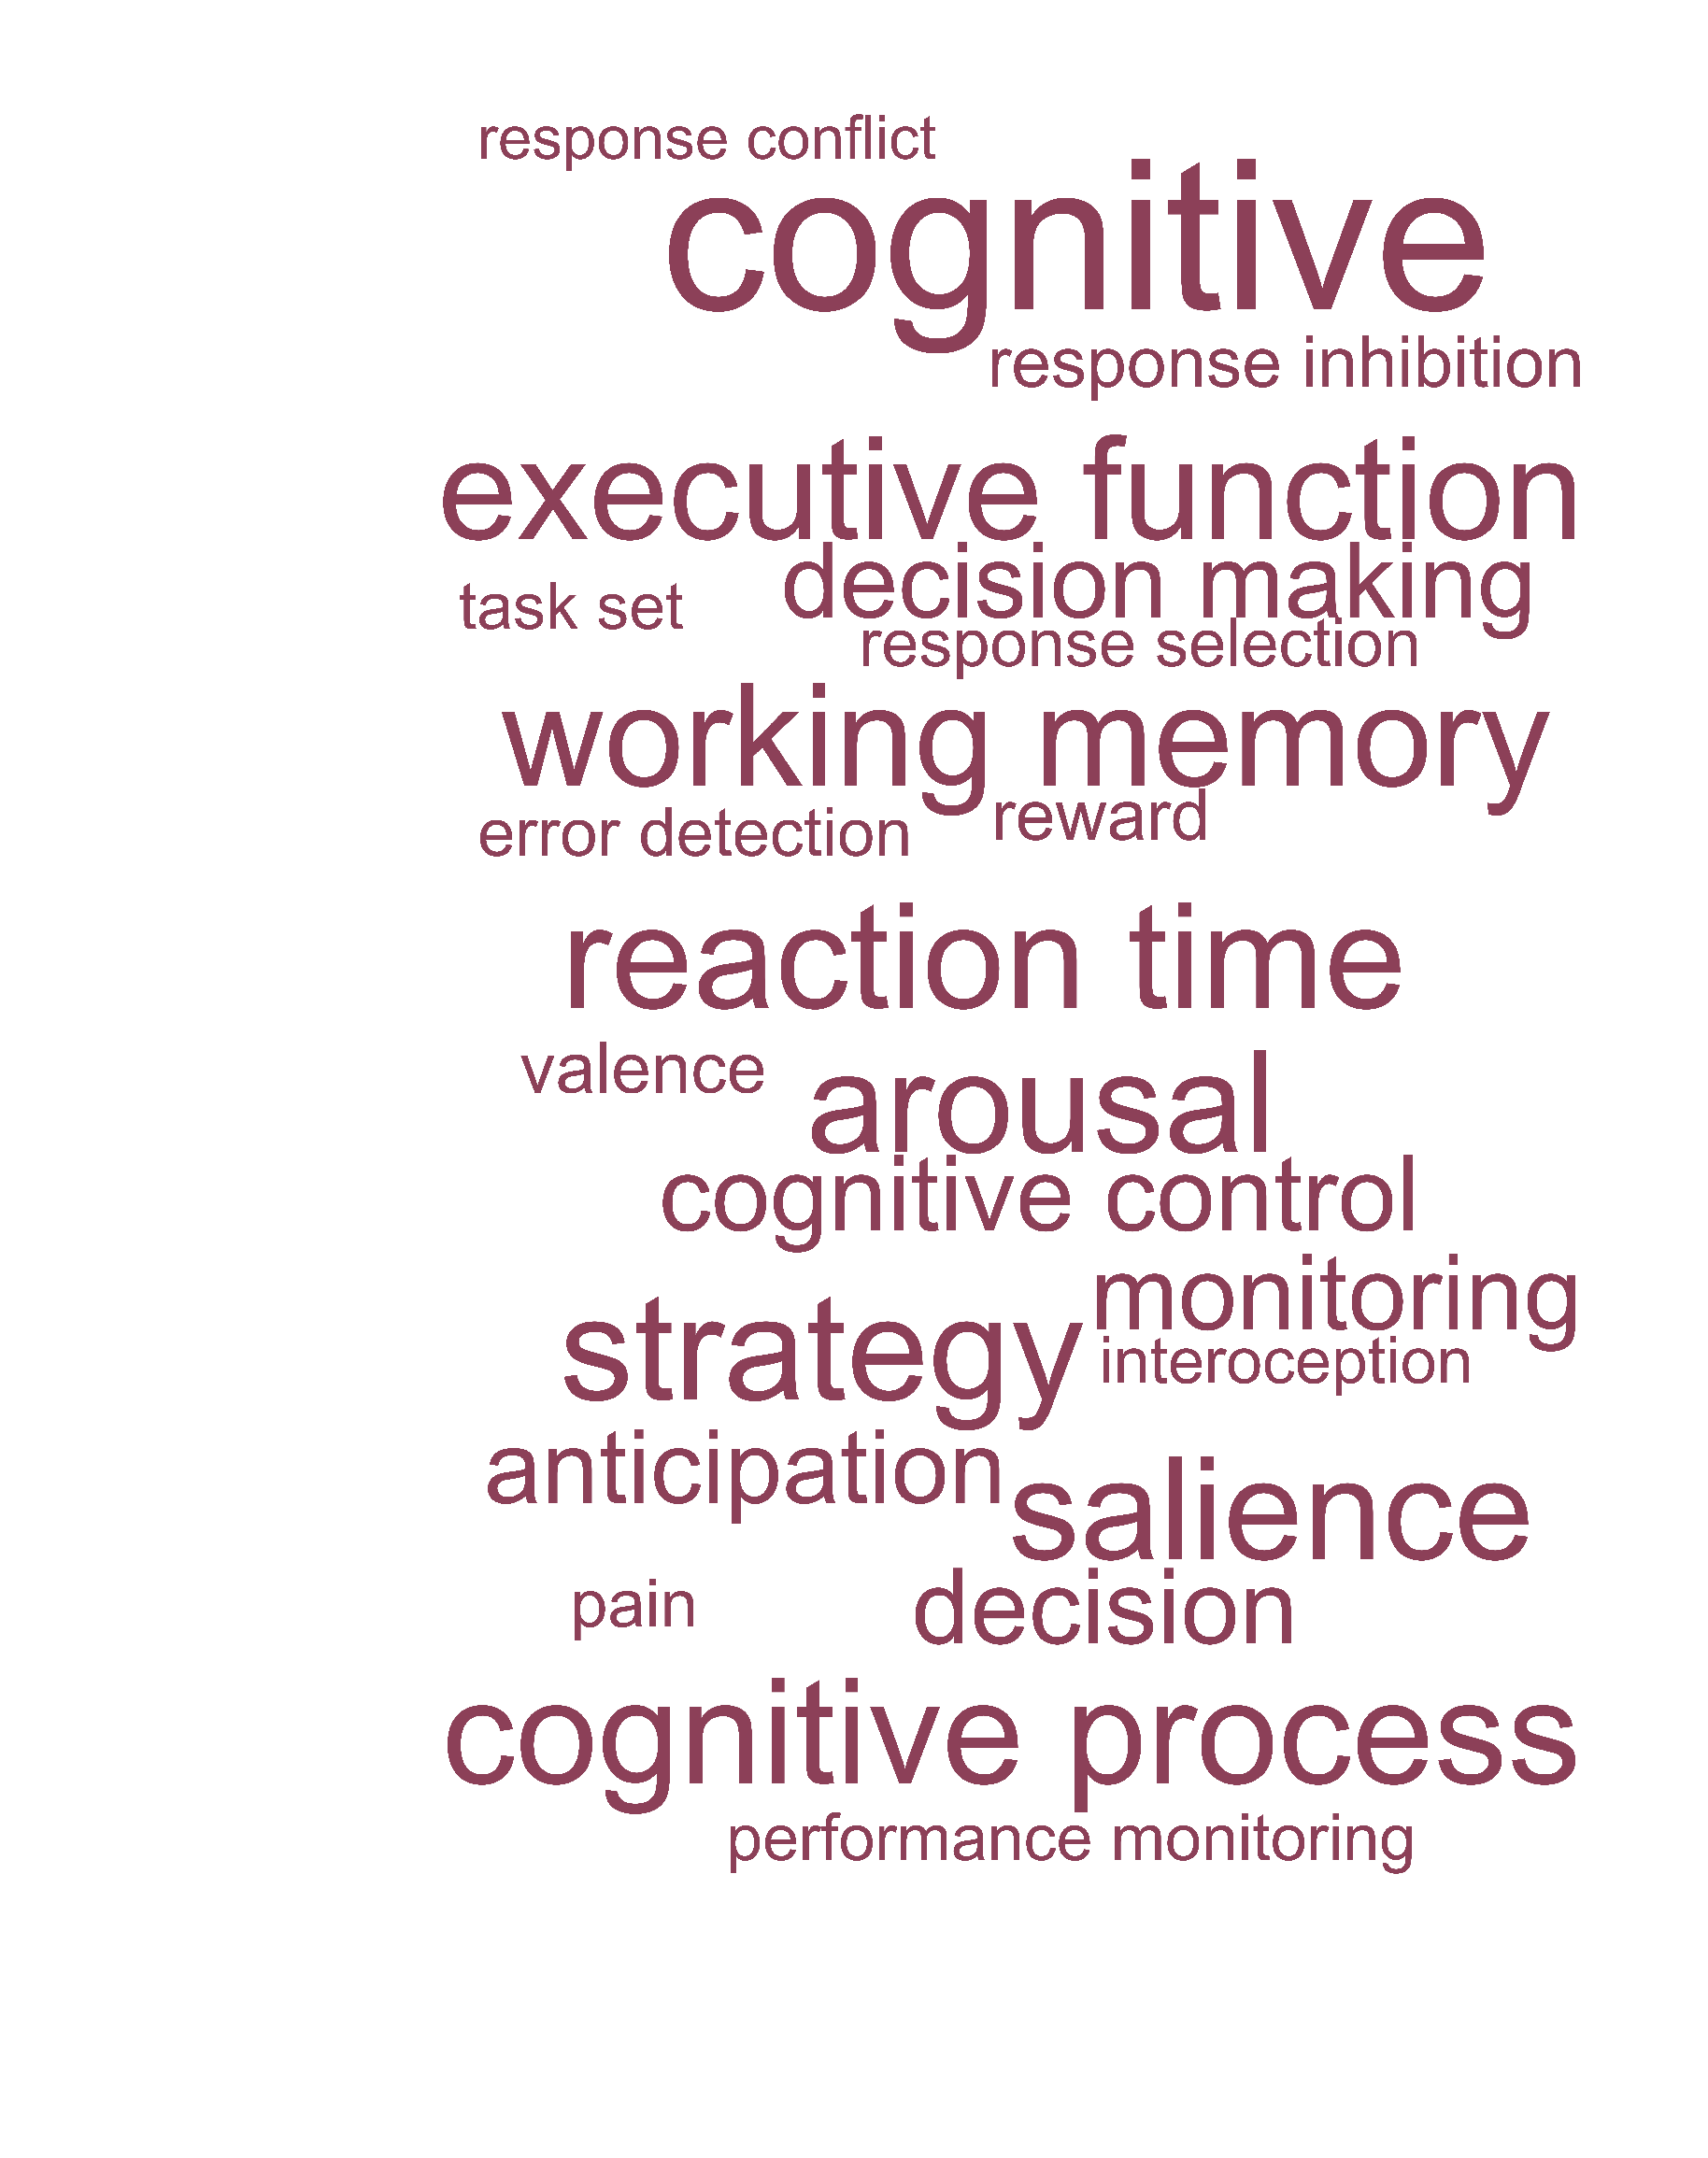 response conflict
cognitive
response inhibition
executive function
decision making
task set
response selection
working memory
reward
error detection
reaction time
valence
arousal
cognitive control
monitoring
strategy
interoception
anticipation
salience
pain
decision
cognitive process
performance monitoring